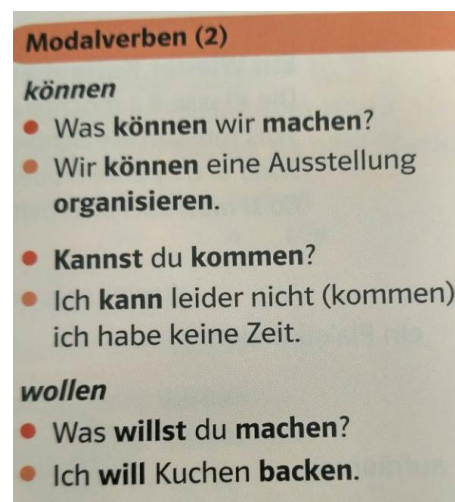 Modalverben (2)
können
• Was können wir machen?
• Wir können eine Ausstellung
organisieren.
• Kannst du kommen?
• Ich kann leider nicht (kommen)
ich habe keine Zeit.
wollen
• Was willst du machen?
• Ich will Kuchen backen.